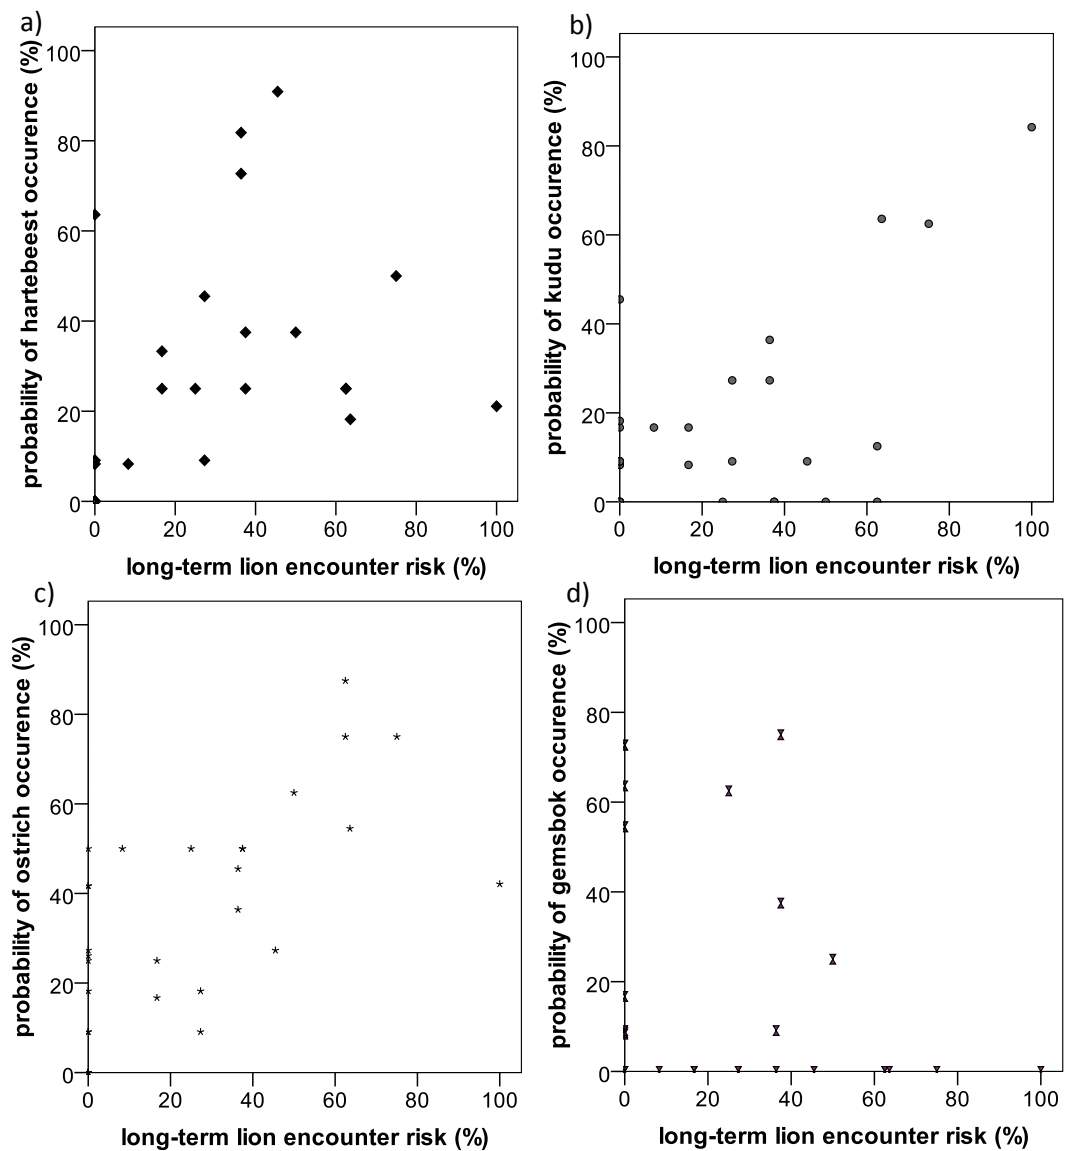 a)
probability of hartebeest occurence (%)
100
80
60
40
20
0
0 20 40 60 80 100
long-term lion encounter risk (%)
b)
probability of kudu occurence (%)
100
80
60
40
20
0
0 20 40 60 80 100
long-term lion encounter risk (%)
c)
probability of ostrich occurence (%)
100
80
60
40
20
0
0 20 40 60 80 100
long-term lion encounter risk (%)
d)
probability of gemsbok occurence (%)
100
80
60
40
20
0
0 20 40 60 80 100
long-term lion encounter risk (%)